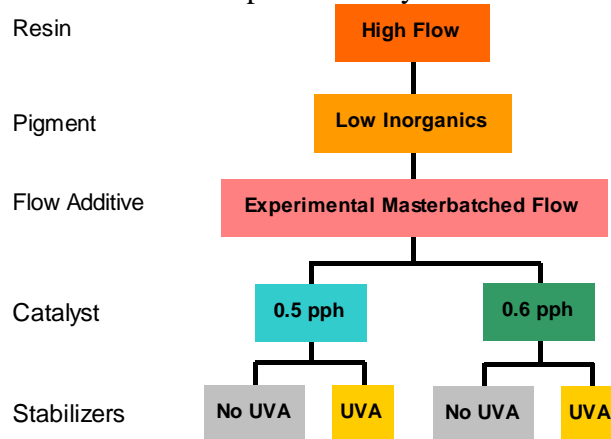 Resin
High Flow
Pigment
Low Inorganics
Flow Additive
Experimental Masterbatched Flow
Catalyst
0.5 pph
0.6 pph
Stabilizers
No UVA
UVA
No UVA
UVA